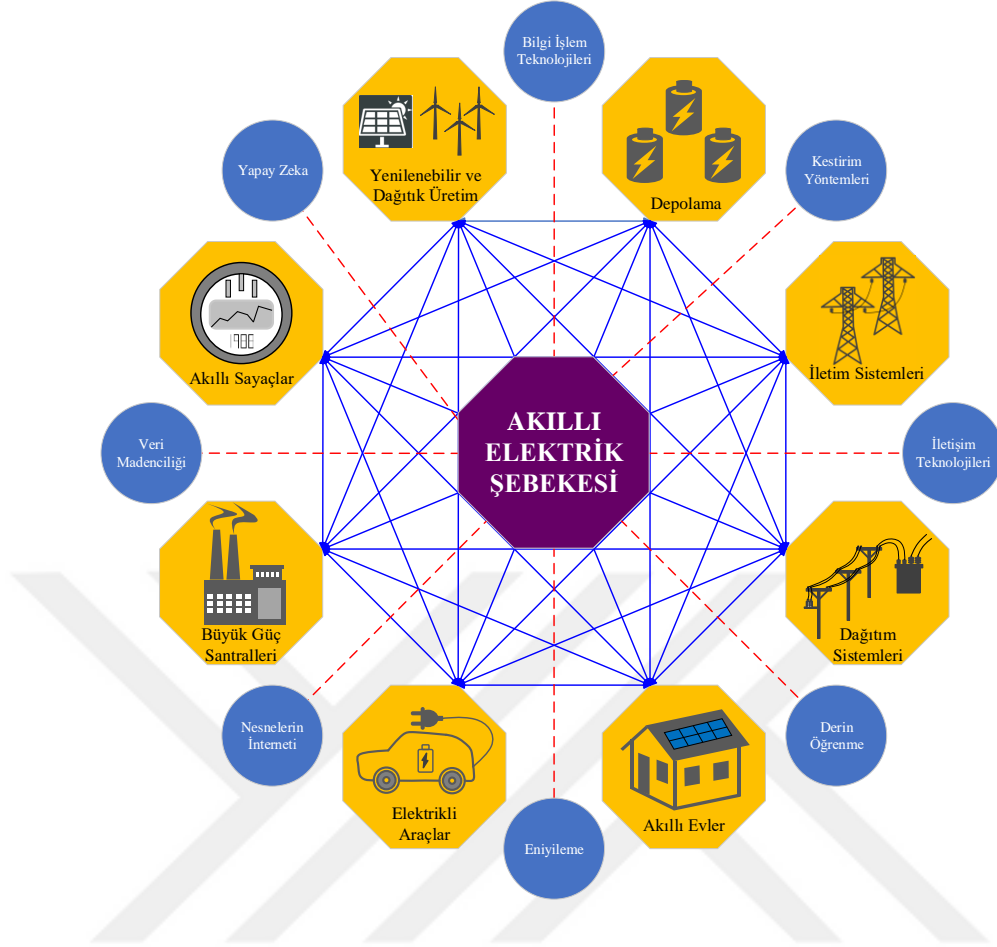 Bilgi İşlem
Teknolojileri
Yenilenebilir ve
Dağıtık Üretim
Depolama
Yapay Zeka
Kestirim
Yöntemleri
1986
Akıllı Sayaçlar
İletim Sistemleri
AKILLI
ELEKTRİK
ŞEBEKESİ
Veri
Madenciliği
İletişim
Teknolojileri
Büyük Güç
Santralleri
Dağıtım
Sistemleri
Nesnelerin
İnterneti
Derin
Öğrenme
Elektrikli
Araçlar
Akıllı Evler
Eniyileme